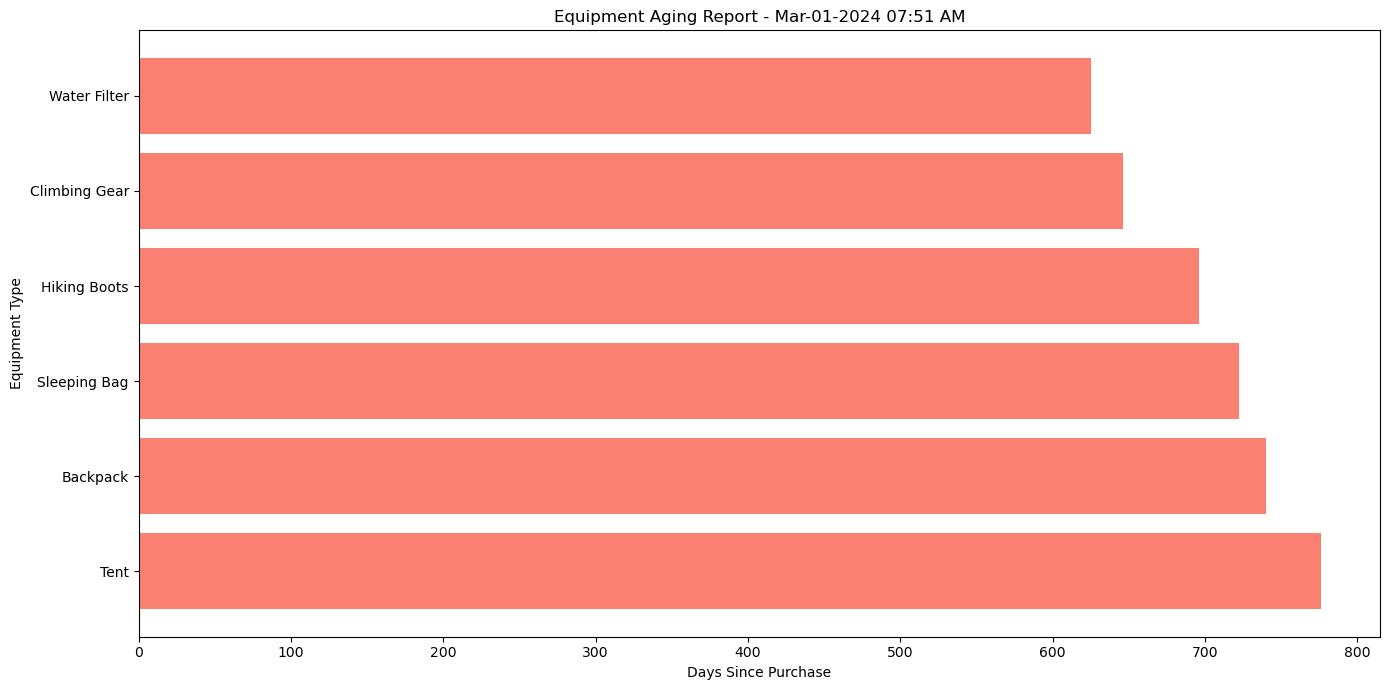 Equipment Aging Report - Mar-01-2024 07:51 AM
Equipment Type
Water Filter
Climbing Gear
Hiking Boots
Sleeping Bag
Backpack
Tent
0 100 200 300 400 500 600 700 800
Days Since Purchase